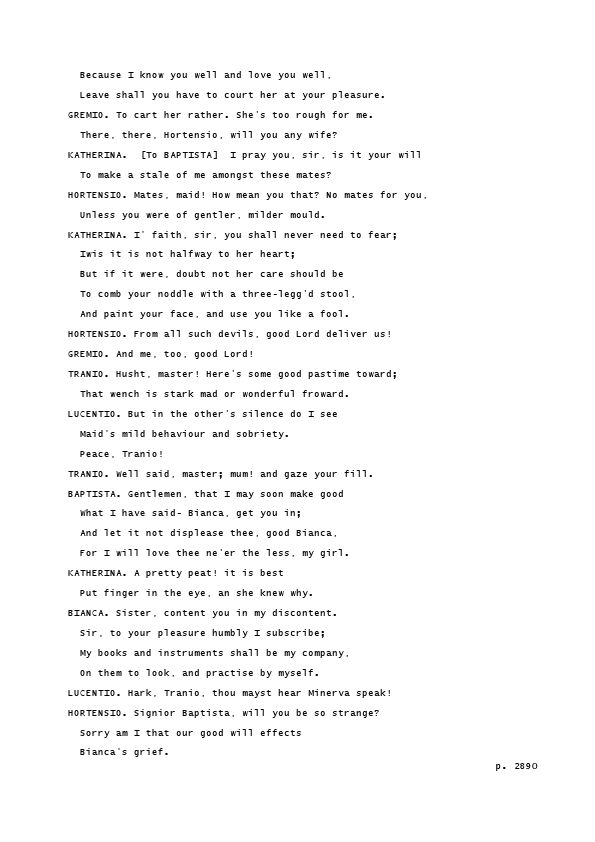 Because I know you well and love you well,
Leave shall you have to court her at your pleasure.
GREMIO. To cart her rather. She's too rough for me.
There, there, Hortensio, will you any wife?
KATHERINA.  [To BAPTISTA]  I pray you, sir, is it your will
To make a stale of me amongst these mates?
HORTENSIO. Mates, maid! How mean you that? No mates for you,
Unless you were of gentler, milder mould.
KATHERINA. I' faith, sir, you shall never need to fear;
Iwis it is not halfway to her heart;
But if it were, doubt not her care should be
To comb your noddle with a three-legg'd stool,
And paint your face, and use you like a fool.
HORTENSIO. From all such devils, good Lord deliver us!
GREMIO. And me, too, good Lord!
TRANIO. Husht, master! Here's some good pastime toward;
That wench is stark mad or wonderful froward.
LUCENTIO. But in the other's silence do I see
Maid's mild behaviour and sobriety.
Peace, Tranio!
TRANIO. Well said, master; mum! and gaze your fill.
BAPTISTA. Gentlemen, that I may soon make good
What I have said- Bianca, get you in;
And let it not displease thee, good Bianca,
For I will love thee ne'er the less, my girl.
KATHERINA. A pretty peat! it is best
Put finger in the eye, an she knew why.
BIANCA. Sister, content you in my discontent.
Sir, to your pleasure humbly I subscribe;
My books and instruments shall be my company,
On them to look, and practise by myself.
LUCENTIO. Hark, Tranio, thou mayst hear Minerva speak!
HORTENSIO. Signior Baptista, will you be so strange?
Sorry am I that our good will effects
Bianca's grief.
p. 2890